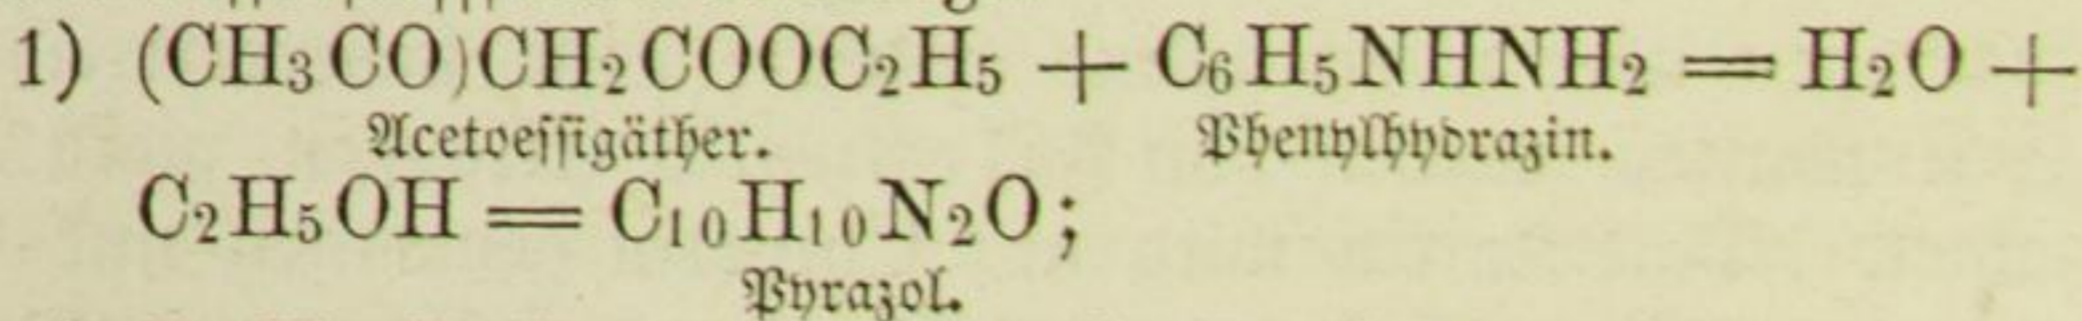 1) (CH₃CO)CH₂COOC₂H₅ + C₆H₅NHNH₂ = H₂O +
Acetoeſſigäther. Phenylhydrazin.
C₂H₅OH = C₁₀H₁₀N₂O;
Pyrazol.